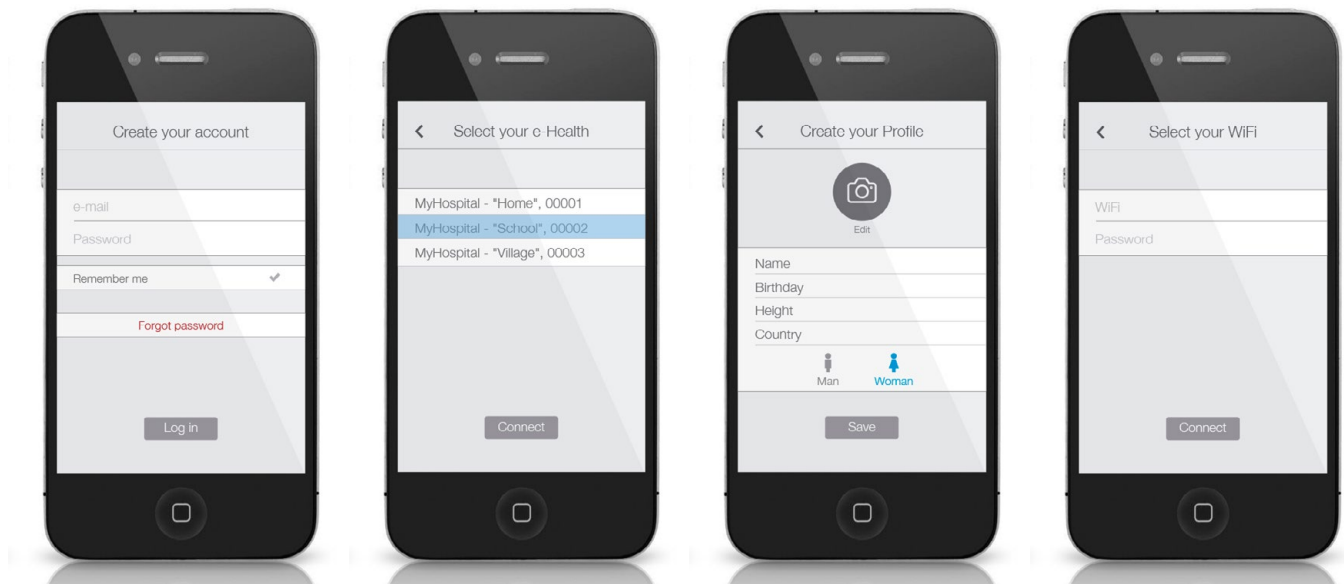 Create your account
e-mail
Password
Remember me
Forgot password
Log in
Select your e-Health
MyHospital - "Home", 00001
MyHospital - "School", 00002
MyHospital - "Village", 00003
Connect
Create your Profile
Edit
Name
Birthday
Height
Country
Man Woman
Save
Select your WiFi
WiFi
Password
Connect